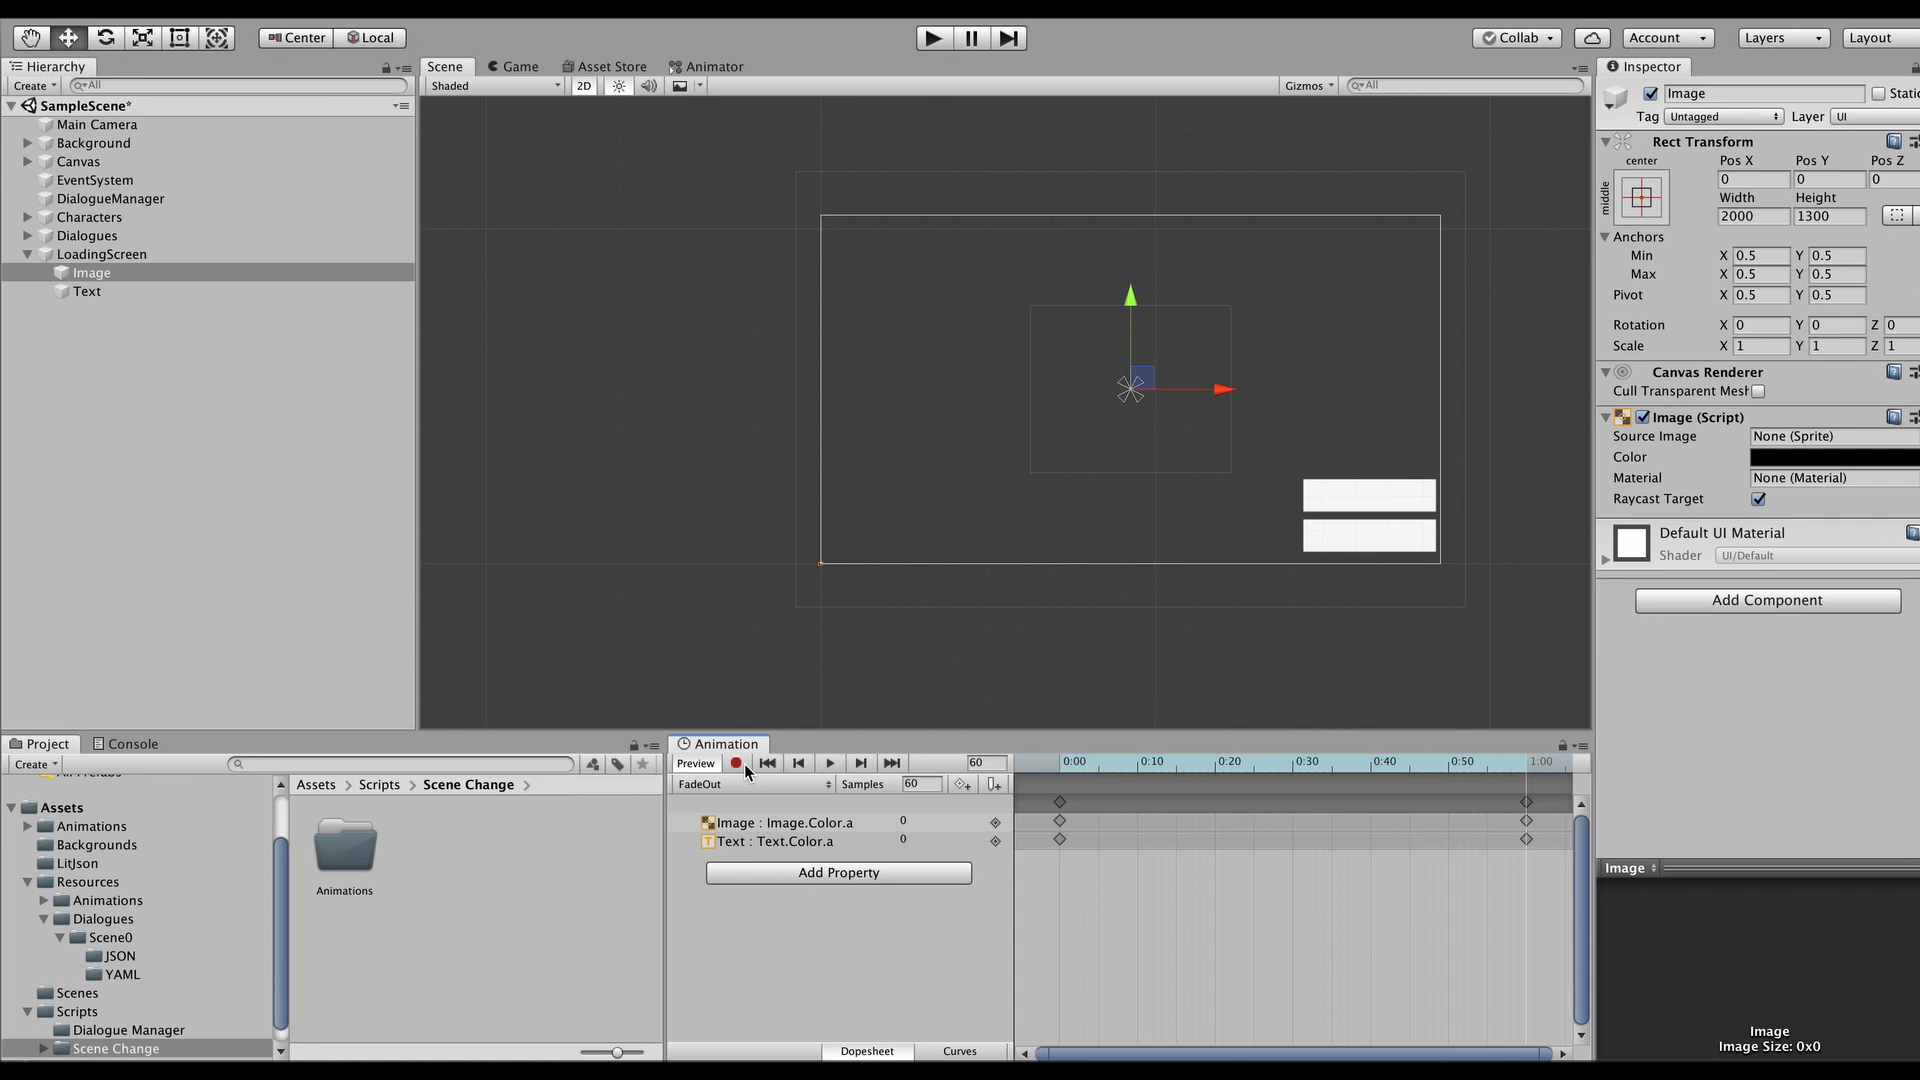 Center
Local
Collab
Account
Layers
Layout
Hierarchy
Create
All
SampleScene*
Main Camera
Background
Canvas
EventSystem
DialogueManager
Characters
Dialogues
LoadingScreen
Image
Text
Scene
Game
Asset Store
Animator
Shaded
2D
Gizmos
All
Inspector
Image
Static
Tag
Untagged
Layer
UI
Rect Transform
center
middle
Pos X
Pos Y
Pos Z
0
0
0
Width
Height
2000
1300
Anchors
Min X 0.5 Y 0.5
Max X 0.5 Y 0.5
Pivot X 0.5 Y 0.5
Rotation X 0 Y 0 Z 0
Scale X 1 Y 1 Z 1
Canvas Renderer
Cull Transparent Mesh
Image (Script)
Source Image None (Sprite)
Color
Material None (Material)
Raycast Target
Default UI Material
Shader UI/Default
Add Component
Image
Image
Image Size: 0x0
Project
Console
Create
Assets
Animations
Backgrounds
LitJson
Resources
Animations
Dialogues
Scene0
JSON
YAML
Scenes
Scripts
Dialogue Manager
Scene Change
Assets
Scripts
Scene Change
Animations
Animation
Preview
60
FadeOut
Samples
60
Image : Image.Color.a 0
Text : Text.Color.a 0
Add Property
Dopesheet
Curves
0:00 0:10 0:20 0:30 0:40 0:50 1:00